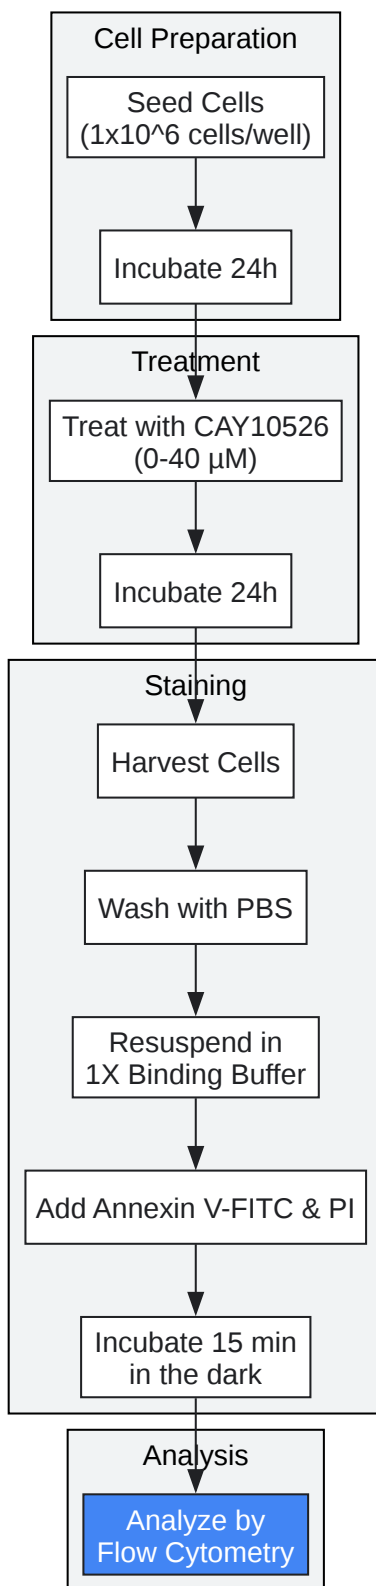 Cell Preparation
Seed Cells
(1x10^6 cells/well)
Incubate 24h
Treatment
Treat with CAY10526
(0-40 µM)
Incubate 24h
Staining
Harvest Cells
Wash with PBS
Resuspend in
1X Binding Buffer
Add Annexin V-FITC & PI
Incubate 15 min
in the dark
Analysis
Analyze by
Flow Cytometry